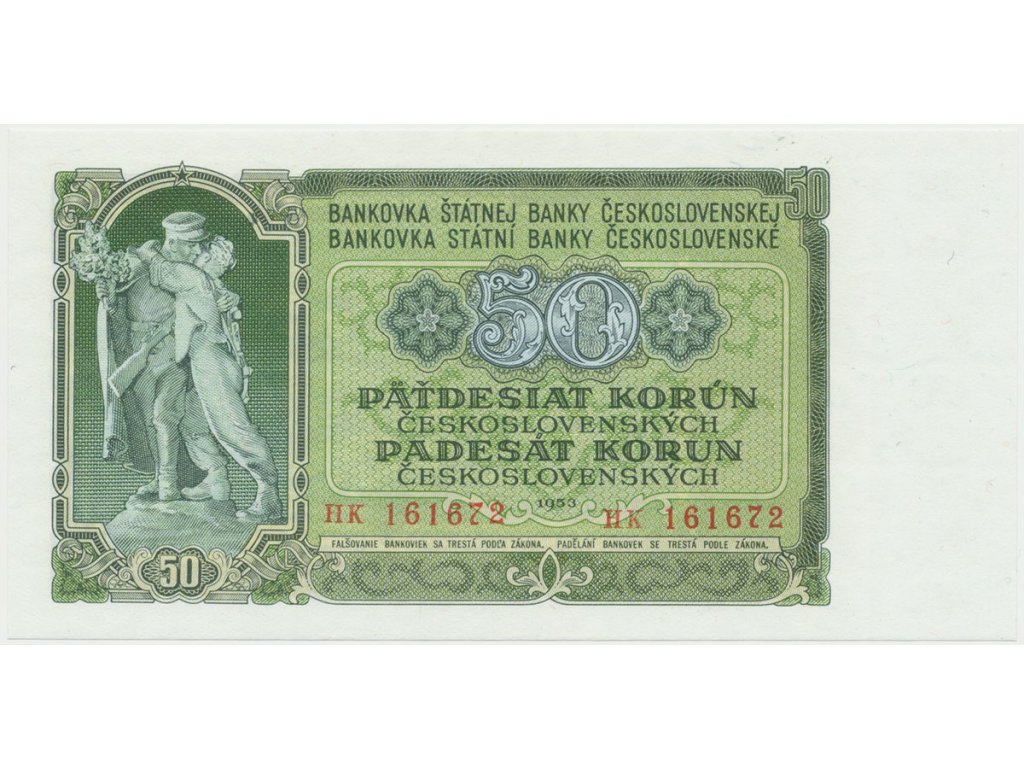 50
BANKOVKA ŠTÁTNEJ BANKY ČESKOSLOVENSKEJ
BANKOVKA STÁTNÍ BANKY ČESKOSLOVENSKÉ
50
PÄŤDESIAT KORÚN
ČESKOSLOVENSKÝCH
PADESÁT KORUN
ČESKOSLOVENSKÝCH
1953
HK 161672 HK 161672
FALŠOVANIE BANKOVIEK SA TRESTÁ PODĽA ZÁKONA. PADĚLÁNÍ BANKOVEK SE TRESTÁ PODLE ZÁKONA.
50